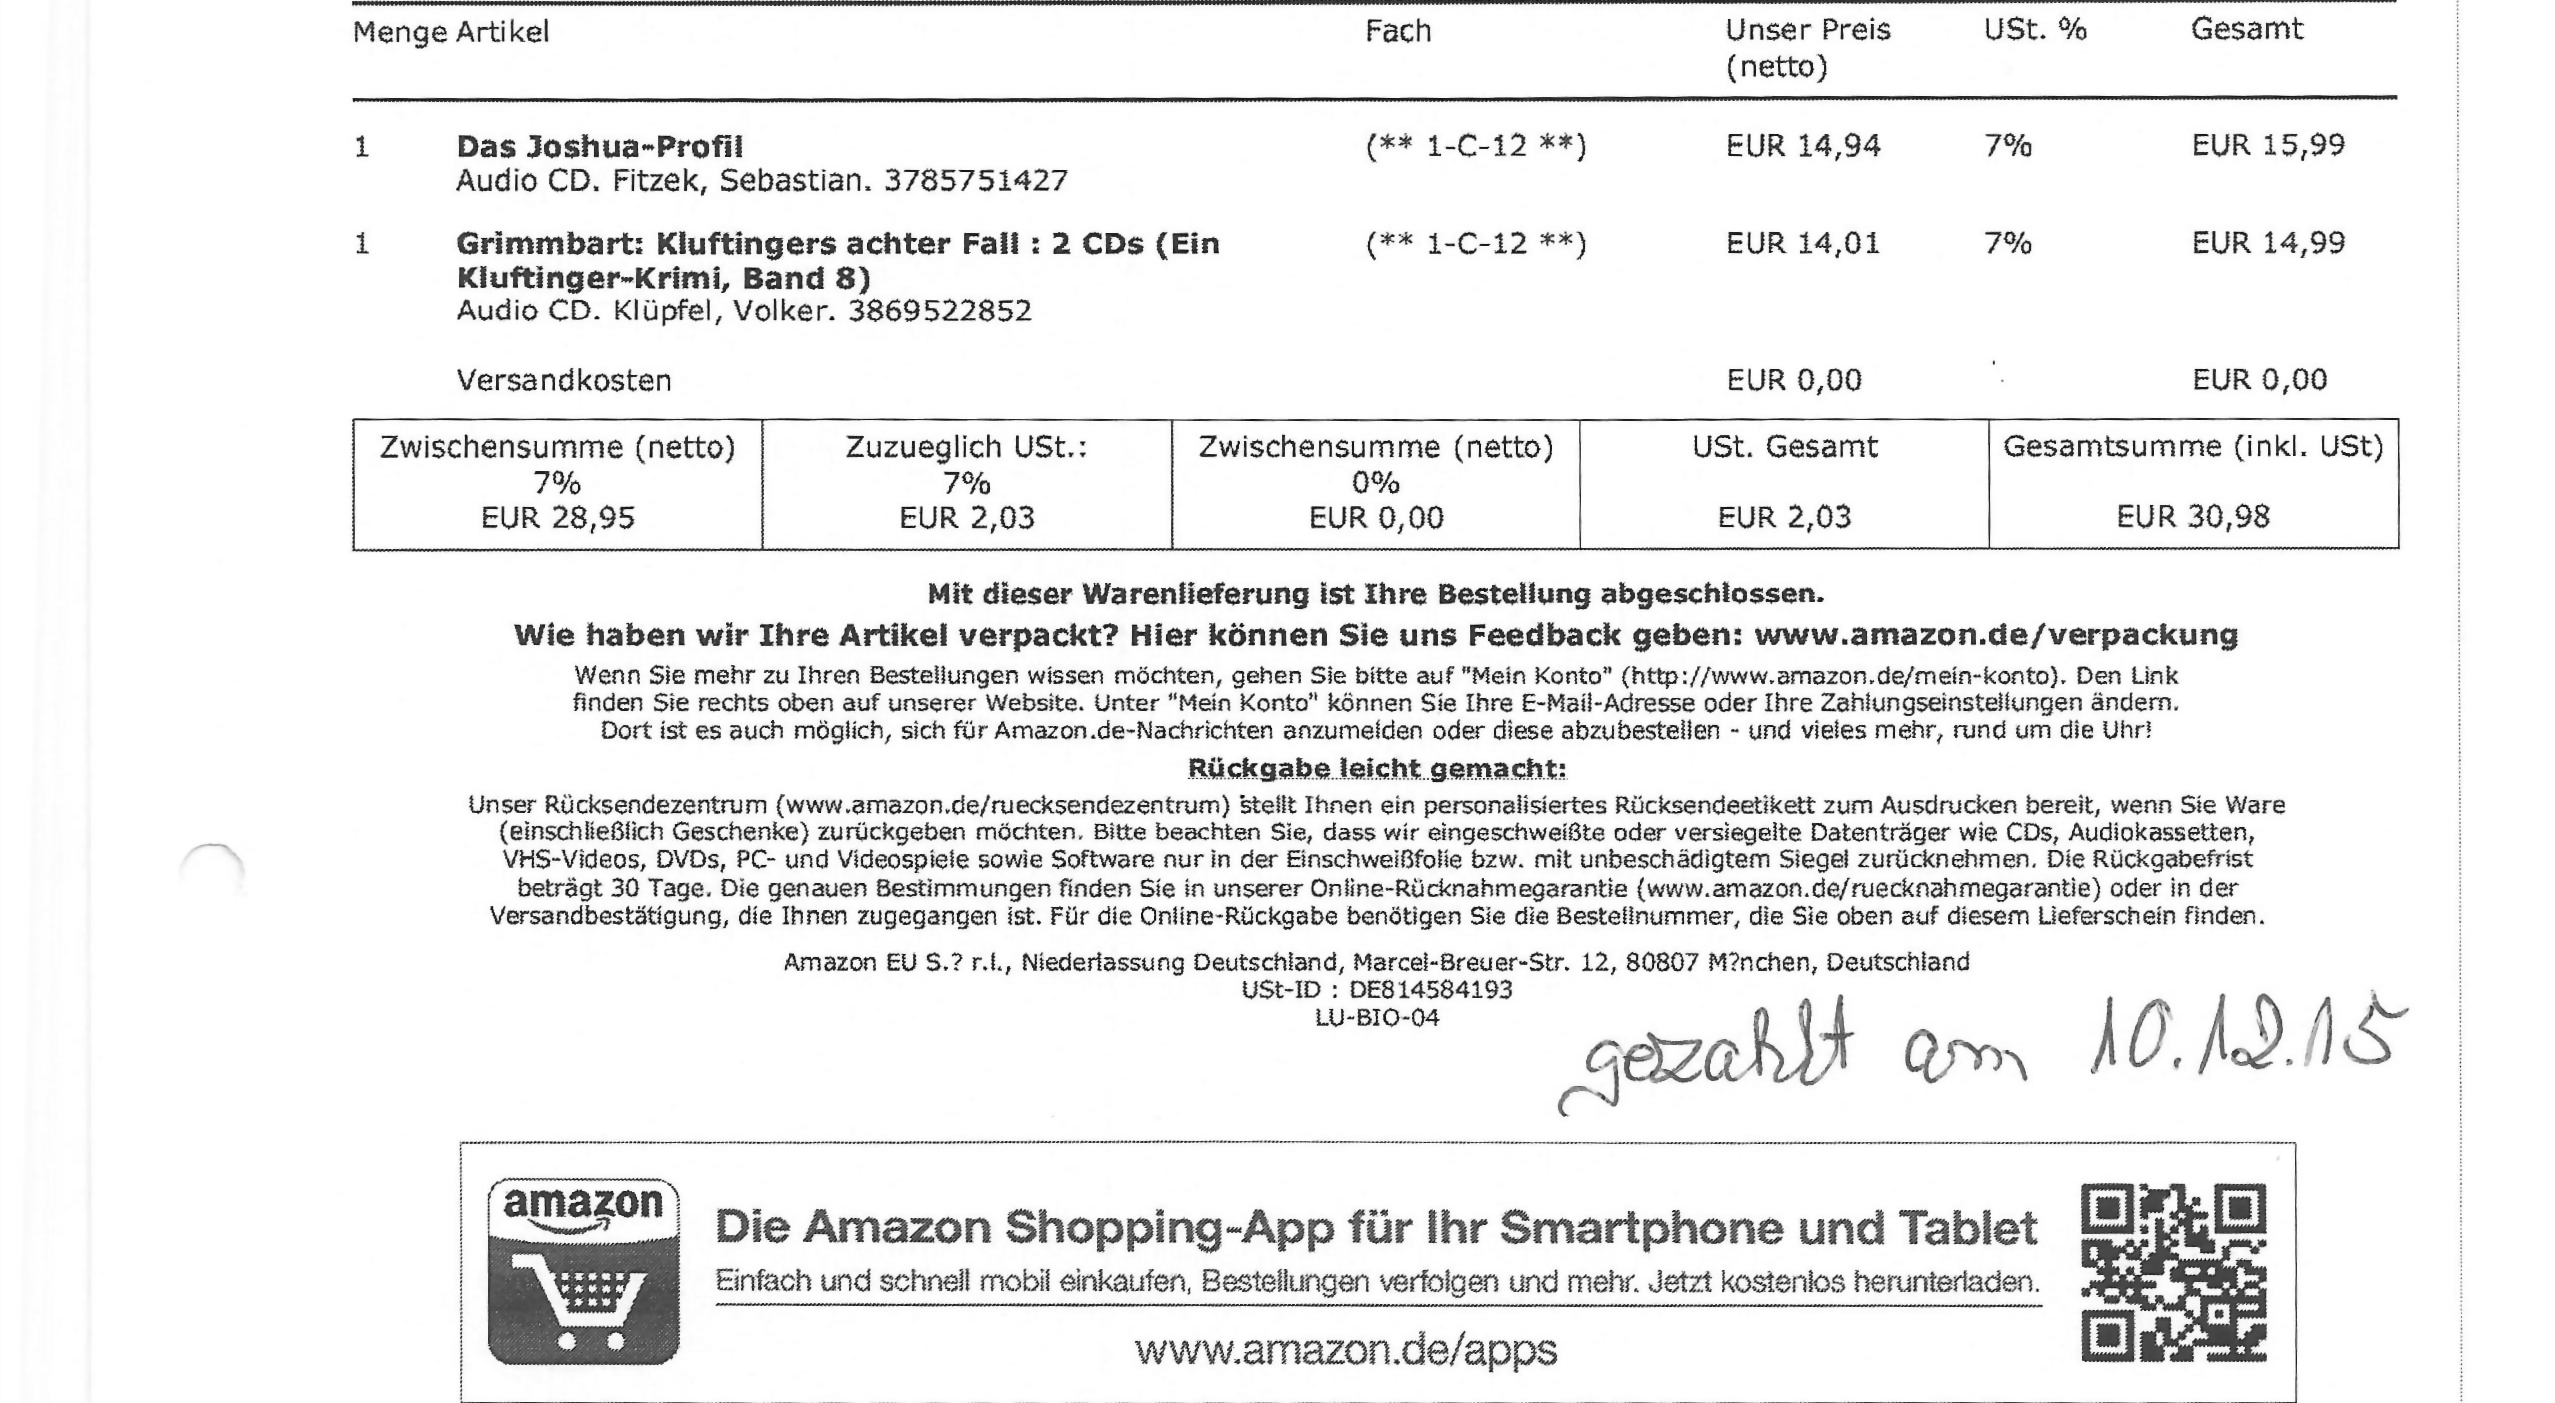 Menge Artikel Fach Unser Preis USt. % Gesamt
(netto)
1 Das Joshua-Profil (** 1-C-12 **) EUR 14,94 7% EUR 15,99
Audio CD. Fitzek, Sebastian. 3785751427
1 Grimmbart: Kluftingers achter Fall : 2 CDs (Ein (** 1-C-12 **) EUR 14,01 7% EUR 14,99
Kluftinger-Krimi, Band 8)
Audio CD. Klüpfel, Volker. 3869522852
Versandkosten EUR 0,00 EUR 0,00
Zwischensumme (netto) Zuzueglich USt.: Zwischensumme (netto) USt. Gesamt Gesamtsumme (inkl. USt)
7% 7% 0%
EUR 28,95 EUR 2,03 EUR 0,00 EUR 2,03 EUR 30,98
Mit dieser Warenlieferung ist Ihre Bestellung abgeschlossen.
Wie haben wir Ihre Artikel verpackt? Hier können Sie uns Feedback geben: www.amazon.de/verpackung
Wenn Sie mehr zu Ihren Bestellungen wissen möchten, gehen Sie bitte auf "Mein Konto" (http://www.amazon.de/mein-konto). Den Link
finden Sie rechts oben auf unserer Website. Unter "Mein Konto" können Sie Ihre E-Mail-Adresse oder Ihre Zahlungseinstellungen ändern.
Dort ist es auch möglich, sich für Amazon.de-Nachrichten anzumelden oder diese abzubestellen - und vieles mehr, rund um die Uhr!
Rückgabe leicht gemacht:
Unser Rücksendezentrum (www.amazon.de/ruecksendezentrum) stellt Ihnen ein personalisiertes Rücksendeetikett zum Ausdrucken bereit, wenn Sie Ware
(einschließlich Geschenke) zurückgeben möchten. Bitte beachten Sie, dass wir eingeschweißte oder versiegelte Datenträger wie CDs, Audiokassetten,
VHS-Videos, DVDs, PC- und Videospiele sowie Software nur in der Einschweißfolie bzw. mit unbeschädigtem Siegel zurücknehmen. Die Rückgabefrist
beträgt 30 Tage. Die genauen Bestimmungen finden Sie in unserer Online-Rücknahmegarantie (www.amazon.de/ruecknahmegarantie) oder in der
Versandbestätigung, die Ihnen zugegangen ist. Für die Online-Rückgabe benötigen Sie die Bestellnummer, die Sie oben auf diesem Lieferschein finden.
Amazon EU S.? r.l., Niederlassung Deutschland, Marcel-Breuer-Str. 12, 80807 M?nchen, Deutschland
USt-ID : DE814584193
LU-BIO-04
gezahlt am 10.12.15
amazon
Die Amazon Shopping-App für Ihr Smartphone und Tablet
Einfach und schnell mobil einkaufen, Bestellungen verfolgen und mehr. Jetzt kostenlos herunterladen.
www.amazon.de/apps